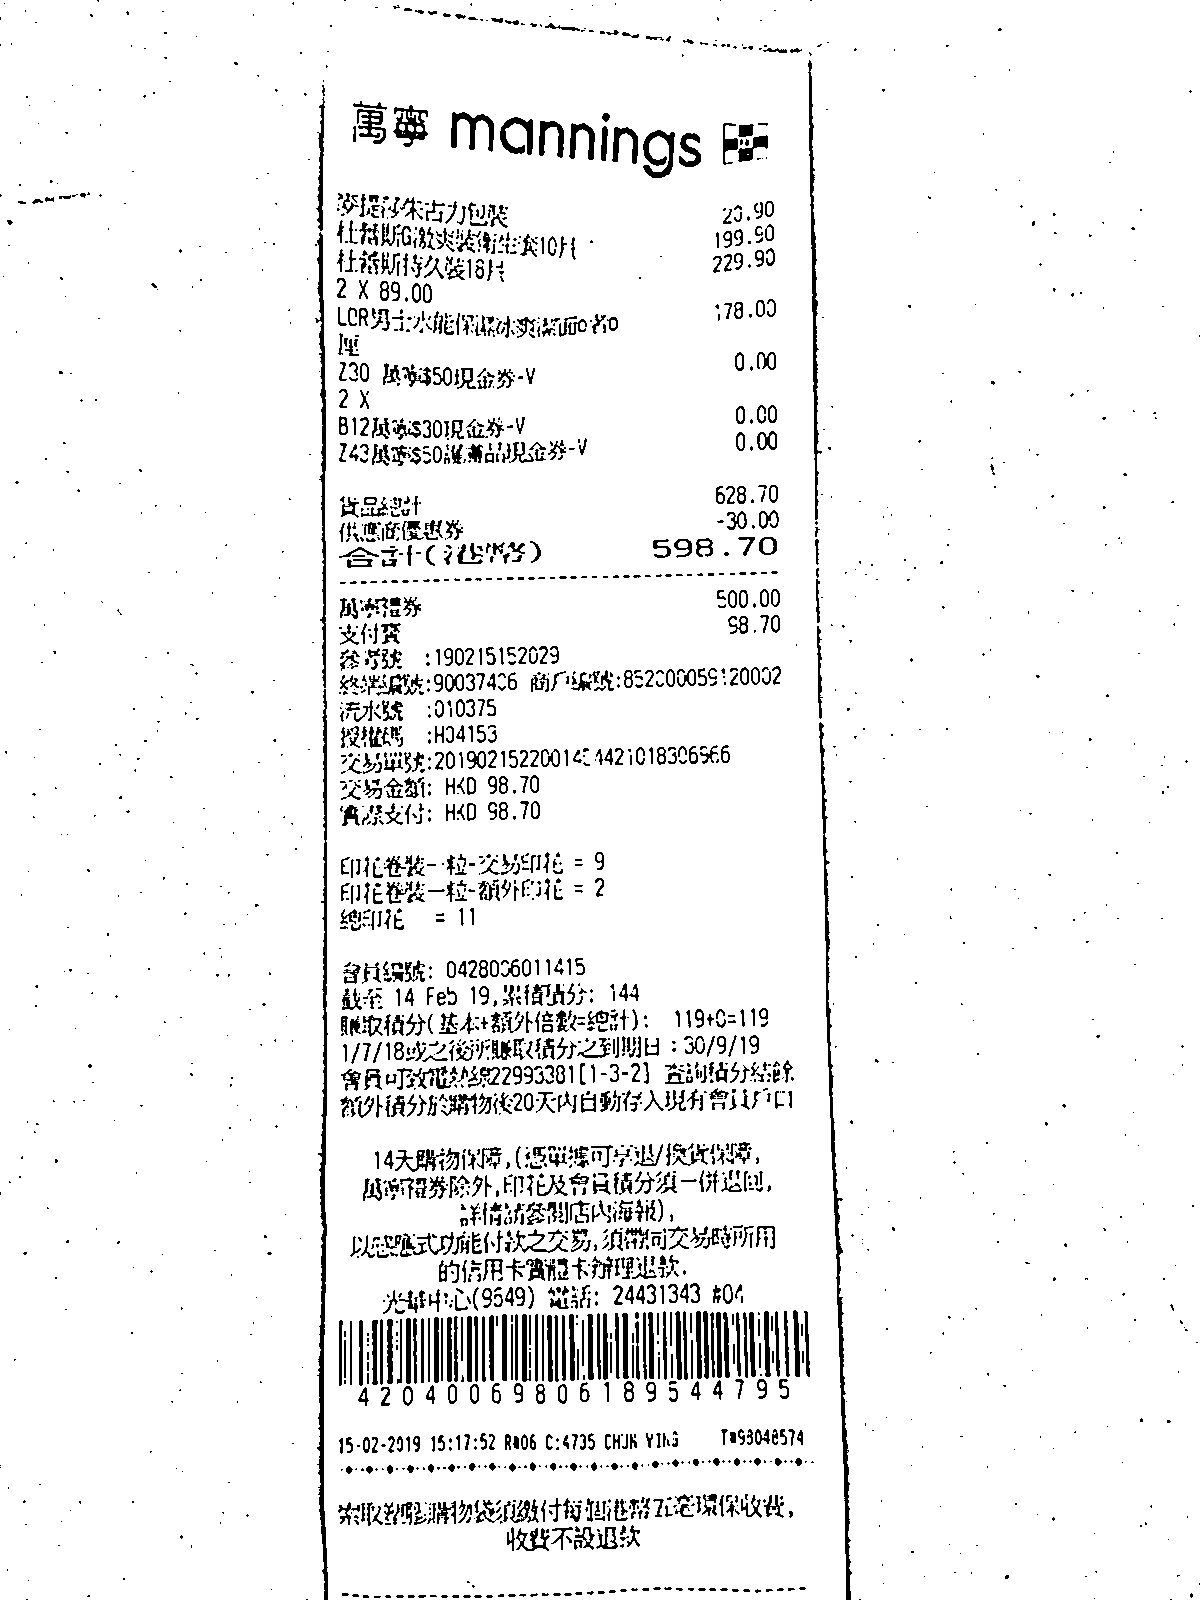 萬寧 mannings
麥提莎朱古力包裝 20.90
杜蕾斯G激爽裝衛生套10片 199.90
杜蕾斯持久裝18片 229.90
2 X 89.00
LOR男士水能保濕冰爽潔面 178.00
Z30 萬寧$50現金券-V 0.00
2 X
B12萬寧$30現金券-V 0.00
Z43萬寧$50護膚品現金券-V 0.00
貨品總計 628.70
供應商優惠券 -30.00
合計(港幣) 598.70
萬寧禮券 500.00
支付寶 98.70
參考號 :190215152029
終端編號: 商戶編號:
流水號 :010375
授權碼 :H04153
交易單號:
交易金額: HKD 98.70
實際支付: HKD 98.70
印花卷裝一粒-交易印花 = 9
印花卷裝一粒-額外印花 = 2
總印花 = 11
會員編號: 0428006011415
截至 14 Feb 19,累積積分: 144
賺取積分(基本+額外倍數=總計): 119+0=119
1/7/18或之後所賺取積分之到期日:30/9/19
會員可致電熱線22993381[1-3-2] 查詢積分結餘
額外積分於購物後20天內自動存入現有會員戶口
14天購物保障,(憑單據可享退/換貨保障,
萬寧禮券除外,印花及會員積分須一併退回,
詳情請參閱店內海報),
以感應式功能付款之交易,須帶同交易時所用
的信用卡實體卡辦理退款.
光華中心(9649) 電話: 24431343 #04
42040069806189544795
15-02-2019 15:17:52 R#06 C:4735 CHUN YING T#98048574
索取塑膠購物袋須繳付每個港幣五毫環保收費,
收費不設退款